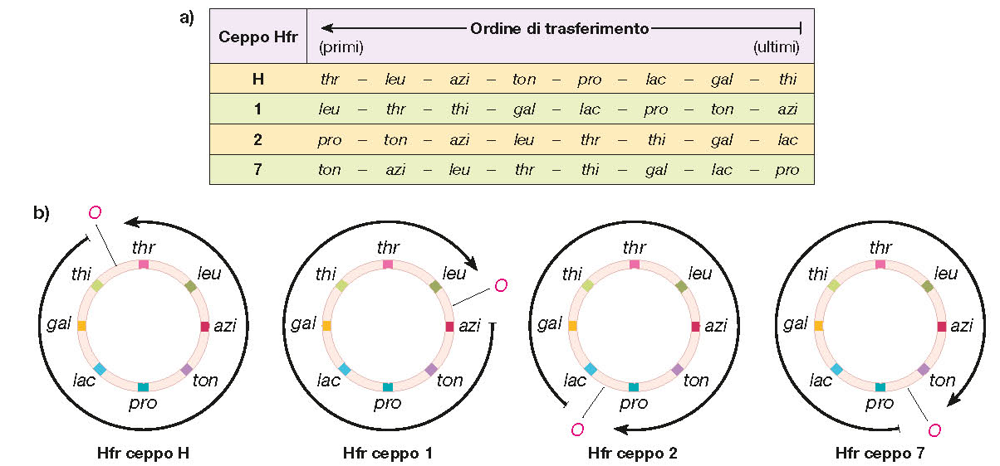 a)
Ceppo Hfr
Ordine di trasferimento
(primi) (ultimi)
H thr – leu – azi – ton – pro – lac – gal – thi
1 leu – thr – thi – gal – lac – pro – ton – azi
2 pro – ton – azi – leu – thr – thi – gal – lac
7 ton – azi – leu – thr – thi – gal – lac – pro
b)
O
thr
leu
azi
ton
pro
lac
gal
thi
Hfr ceppo H
O
thr
leu
azi
ton
pro
lac
gal
thi
Hfr ceppo 1
O
thr
leu
azi
ton
pro
lac
gal
thi
Hfr ceppo 2
O
thr
leu
azi
ton
pro
lac
gal
thi
Hfr ceppo 7